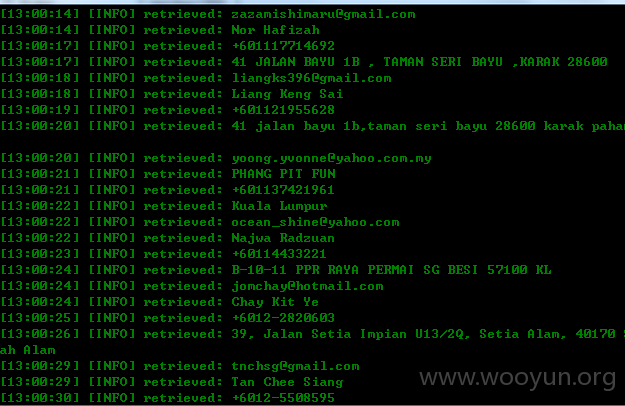 [13:00:14] [INFO] retrieved: zazamishimaru@gmail.com
[13:00:14] [INFO] retrieved: Nor Hafizah
[13:00:17] [INFO] retrieved: +601117714692
[13:00:17] [INFO] retrieved: 41 JALAN BAYU 1B , TAMAN SERI BAYU ,KARAK 28600
[13:00:18] [INFO] retrieved: liangks396@gmail.com
[13:00:18] [INFO] retrieved: Liang Keng Sai
[13:00:19] [INFO] retrieved: +601121955628
[13:00:20] [INFO] retrieved: 41 jalan bayu 1b,taman seri bayu 28600 karak paha
[13:00:20] [INFO] retrieved: yoong.yvonne@yahoo.com.my
[13:00:21] [INFO] retrieved: PHANG PIT FUN
[13:00:21] [INFO] retrieved: +601137421961
[13:00:22] [INFO] retrieved: Kuala Lumpur
[13:00:22] [INFO] retrieved: ocean_shine@yahoo.com
[13:00:22] [INFO] retrieved: Najwa Radzuan
[13:00:23] [INFO] retrieved: +60114433221
[13:00:24] [INFO] retrieved: B-10-11 PPR RAYA PERMAI SG BESI 57100 KL
[13:00:24] [INFO] retrieved: jomchay@hotmail.com
[13:00:24] [INFO] retrieved: Chay Kit Ye
[13:00:25] [INFO] retrieved: +6012-2820603
[13:00:26] [INFO] retrieved: 39, Jalan Setia Impian U13/2Q, Setia Alam, 40170 S
ah Alam
[13:00:29] [INFO] retrieved: tnchsg@gmail.com
[13:00:29] [INFO] retrieved: Tan Chee Siang
[13:00:30] [INFO] retrieved: +6012-5508595
www.wooyun.org